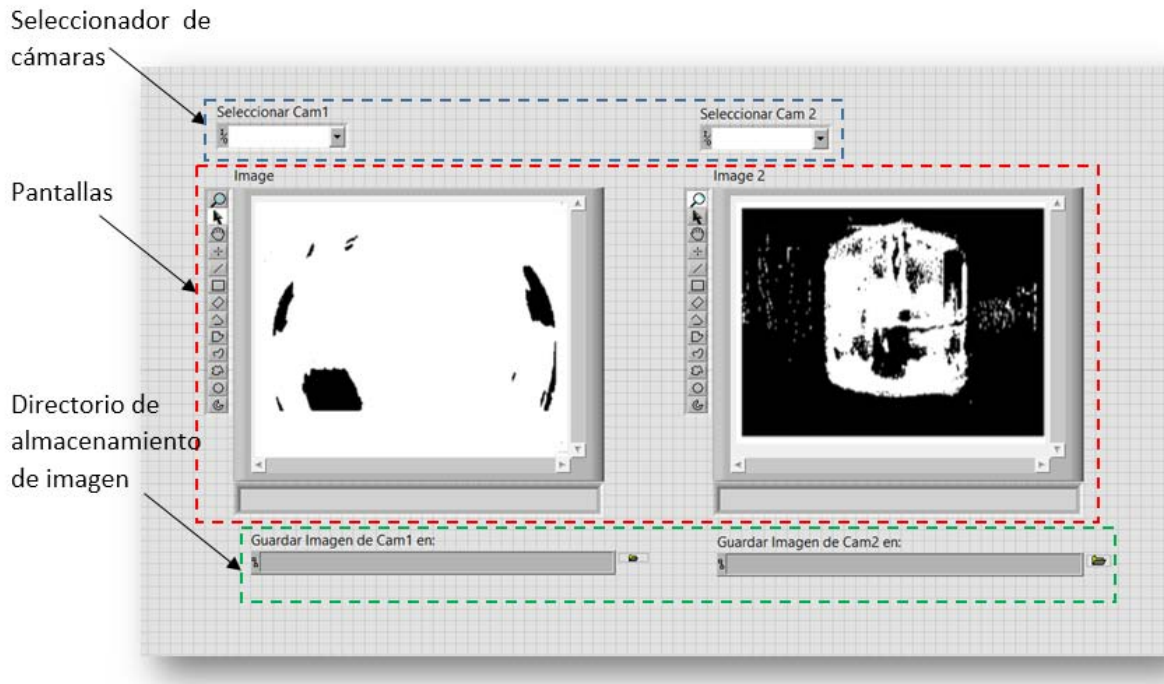 Seleccionador de
cámaras
Seleccionar Cam1
Seleccionar Cam 2
Pantallas
Image
Image 2
Directorio de
almacenamiento
de imagen
Guardar Imagen de Cam1 en:
Guardar Imagen de Cam2 en: